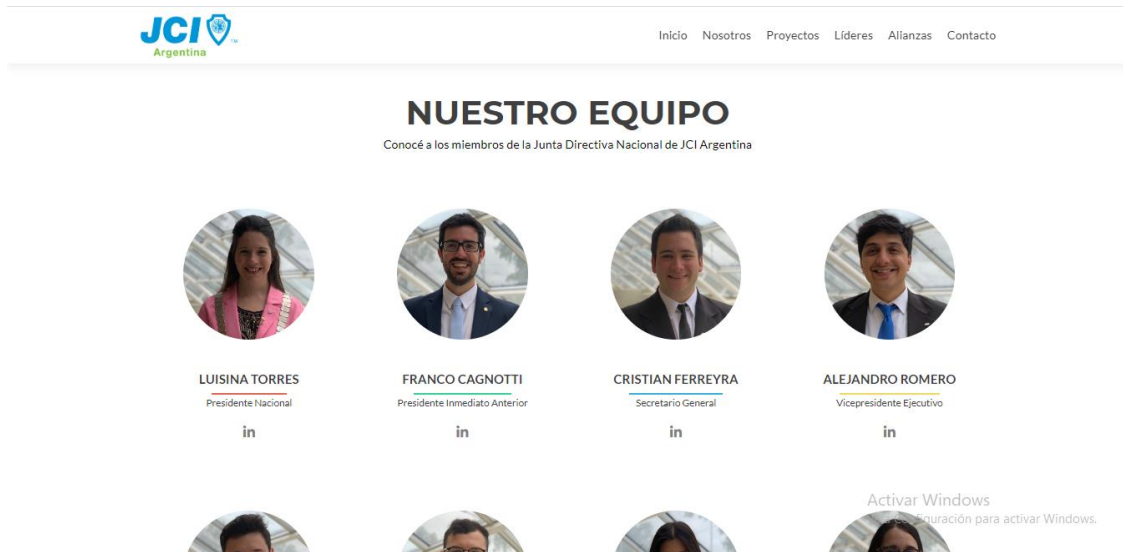 JCI
Argentina
Inicio Nosotros Proyectos Líderes Alianzas Contacto
NUESTRO EQUIPO
Conocé a los miembros de la Junta Directiva Nacional de JCI Argentina
LUISINA TORRES
Presidente Nacional
in
FRANCO CAGNOTTI
Presidente Inmediato Anterior
in
CRISTIAN FERREYRA
Secretario General
in
ALEJANDRO ROMERO
Vicepresidente Ejecutivo
in
Activar Windows
para activar Windows.